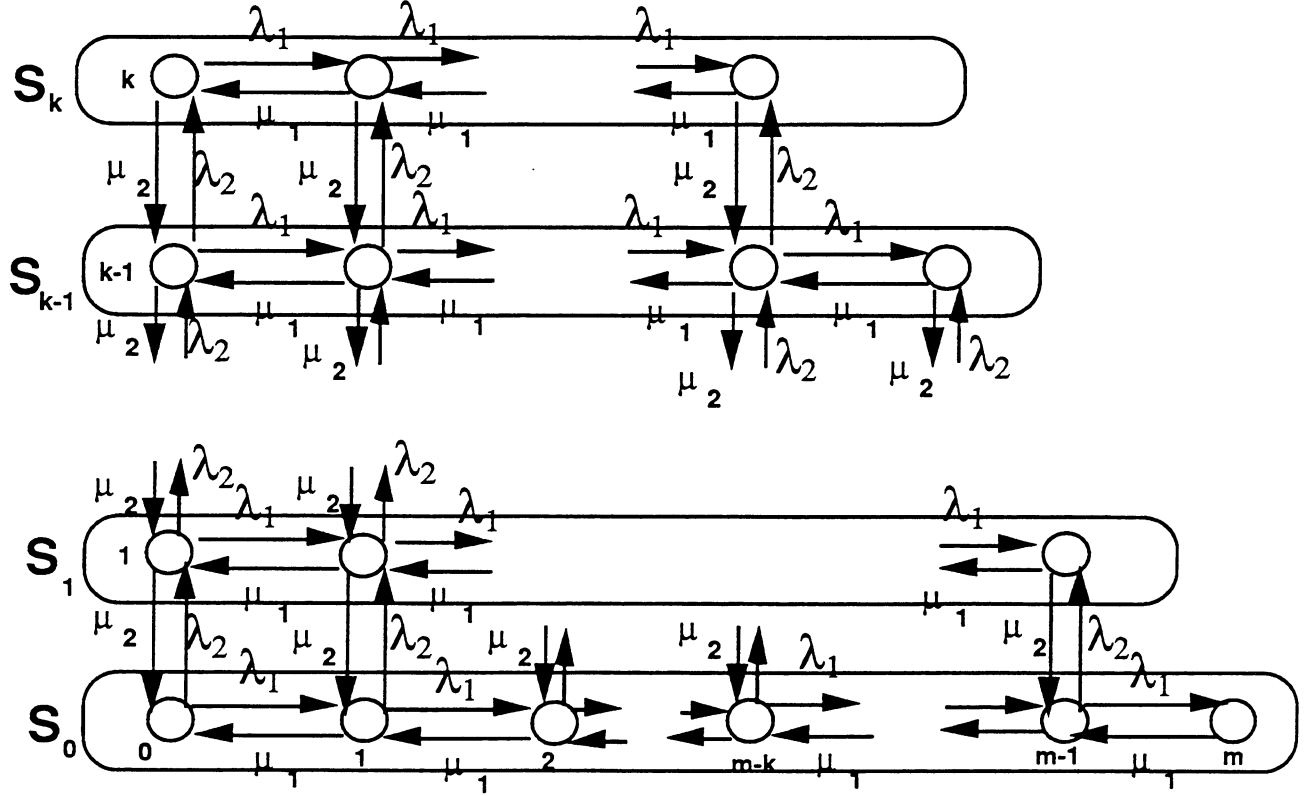 λ1 λ1 λ1
Sk k
μ1 μ1 μ1
μ2 λ2 μ2 λ2 μ2 λ2
λ1 λ1 λ1 λ1
Sk-1 k-1
μ1 μ1 μ1 μ1
μ2 λ2 μ2 μ2 λ2 μ2 λ2
μ2 λ2 μ2 λ2
λ1 λ1 λ1
S1 1
μ1 μ1 μ1
μ2 λ2 μ2 λ2 μ2 μ2 μ2 λ2
λ1 λ1 λ1 λ1
S0
0 1 2 m-k m-1 m
μ1 μ1 μ1 μ1